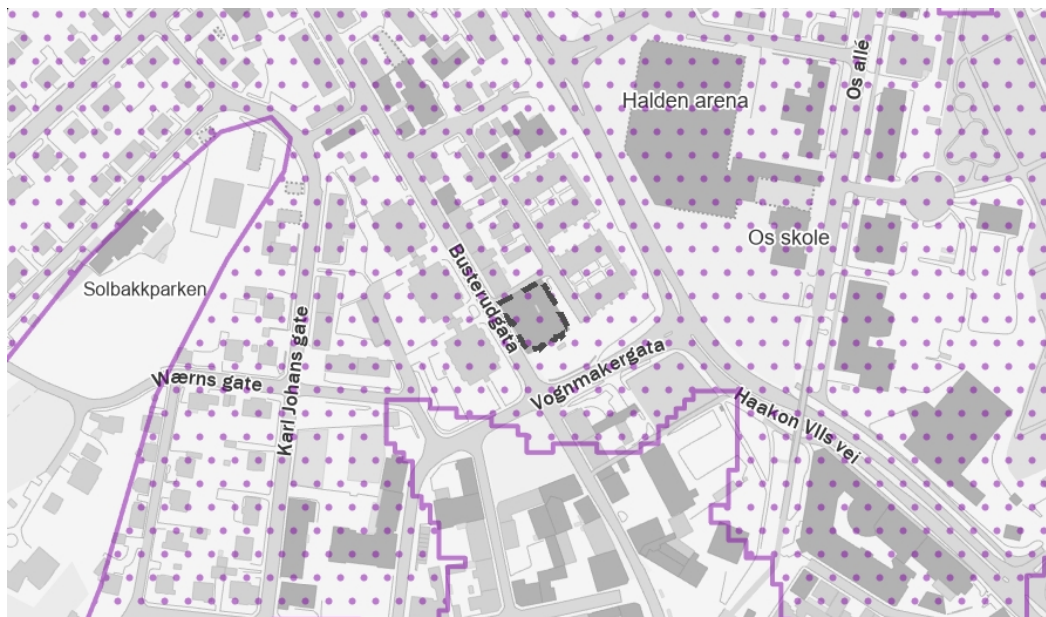 Os allé
Halden arena
Os skole
Busterudgata
Solbakkparken
Karl Johans gate
Vognmakergata
Wærns gate
Haakon VIIs vei